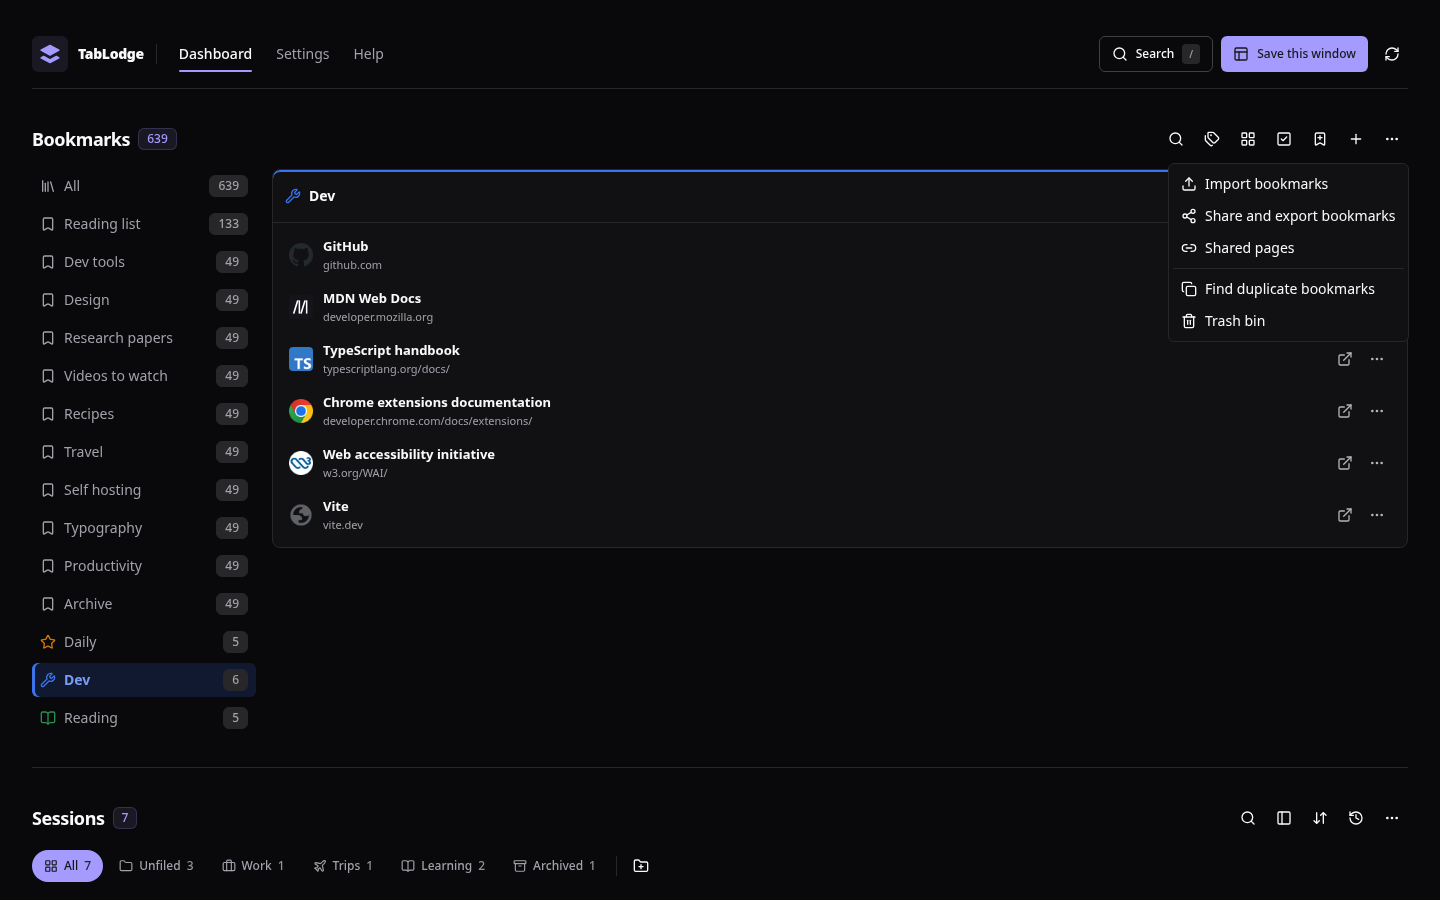 TabLodge
Dashboard
Settings
Help
Search /
Save this window
Bookmarks 639
All 639
Reading list 133
Dev tools 49
Design 49
Research papers 49
Videos to watch 49
Recipes 49
Travel 49
Self hosting 49
Typography 49
Productivity 49
Archive 49
Daily 5
Dev 6
Reading 5
Dev
GitHub
github.com
MDN Web Docs
developer.mozilla.org
TypeScript handbook
typescriptlang.org/docs/
Chrome extensions documentation
developer.chrome.com/docs/extensions/
Web accessibility initiative
w3.org/WAI/
Vite
vite.dev
TS
Import bookmarks
Share and export bookmarks
Shared pages
Find duplicate bookmarks
Trash bin
Sessions 7
All 7
Unfiled 3
Work 1
Trips 1
Learning 2
Archived 1